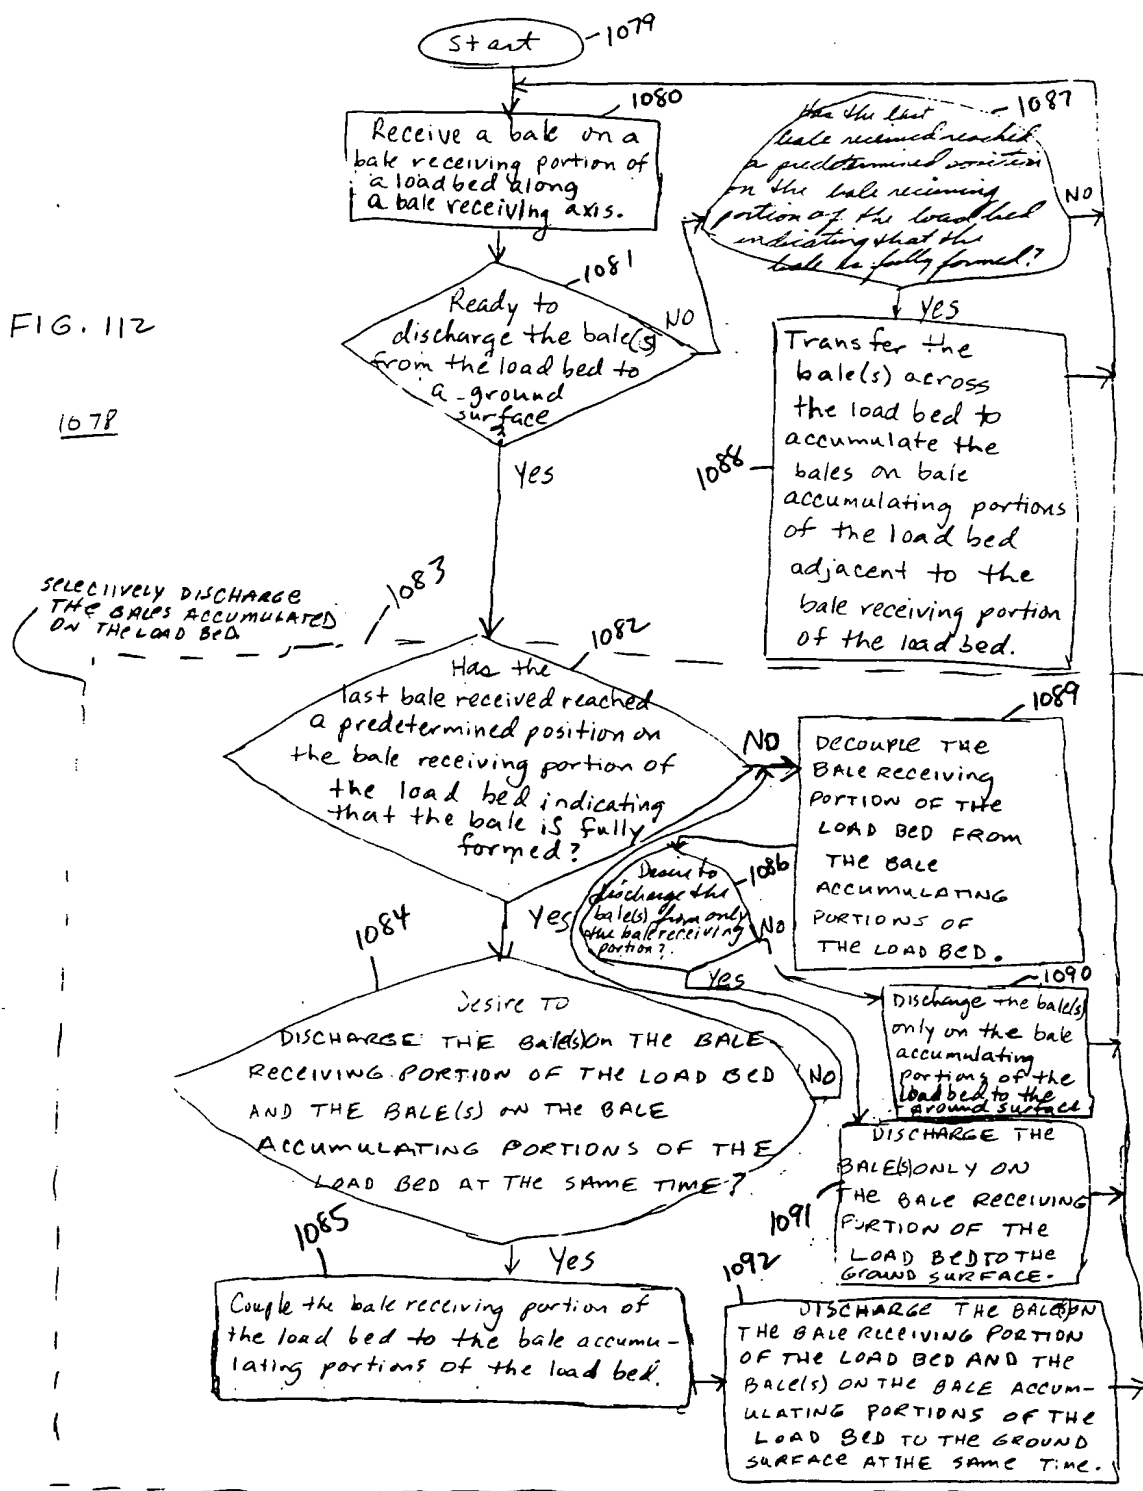 Start
1079
1080
Receive a bale on a
bale receiving portion of
a load bed along
a bale receiving axis.
1087
Has the last
bale received reached
a predetermined position
on the bale receiving
portion of the load bed
indicating that the
bale is fully formed?
NO
1081
Ready to
discharge the bale(s)
from the load bed to
a ground
surface
?
NO
Yes
FIG. 112
1078
yes
Transfer the
bale(s) across
the load bed to
accumulate the
bales on bale
accumulating portions
of the load bed
adjacent to the
bale receiving portion
of the load bed.
1088
SELECTIVELY DISCHARGE
THE BALES ACCUMULATED
ON THE LOAD BED.
1083
1082
Has the
last bale received reached
a predetermined position on
the bale receiving portion of
the load bed indicating
that the bale is fully
formed?
NO
Yes
1089
DECOUPLE THE
BALE RECEIVING
PORTION OF THE
LOAD BED FROM
THE BALE
ACCUMULATING
PORTIONS OF
THE LOAD BED.
1086
Desire to
discharge the
bale(s) from only
the bale receiving
portion?
No
Yes
1084
Desire TO
DISCHARGE THE Bale(s) On THE BALE
RECEIVING PORTION OF THE LOAD BED
AND THE BALE(S) ON THE BALE
ACCUMULATING PORTIONS OF THE
LOAD BED AT THE SAME TIME?
NO
Yes
1090
Discharge the bale(s)
only on the bale
accumulating
portions of the
load bed to the
ground surface
DISCHARGE THE
BALE(S) ONLY ON
THE BALE RECEIVING
PORTION OF THE
LOAD BED TO THE
GROUND SURFACE.
1091
1085
Couple the bale receiving portion of
the load bed to the bale accumu-
lating portions of the load bed.
1092
DISCHARGE THE BALE(S) ON
THE BALE RECEIVING PORTION
OF THE LOAD BED AND THE
BALE(S) ON THE BALE ACCUM-
ULATING PORTIONS OF THE
LOAD BED TO THE GROUND
SURFACE AT THE SAME TIME.